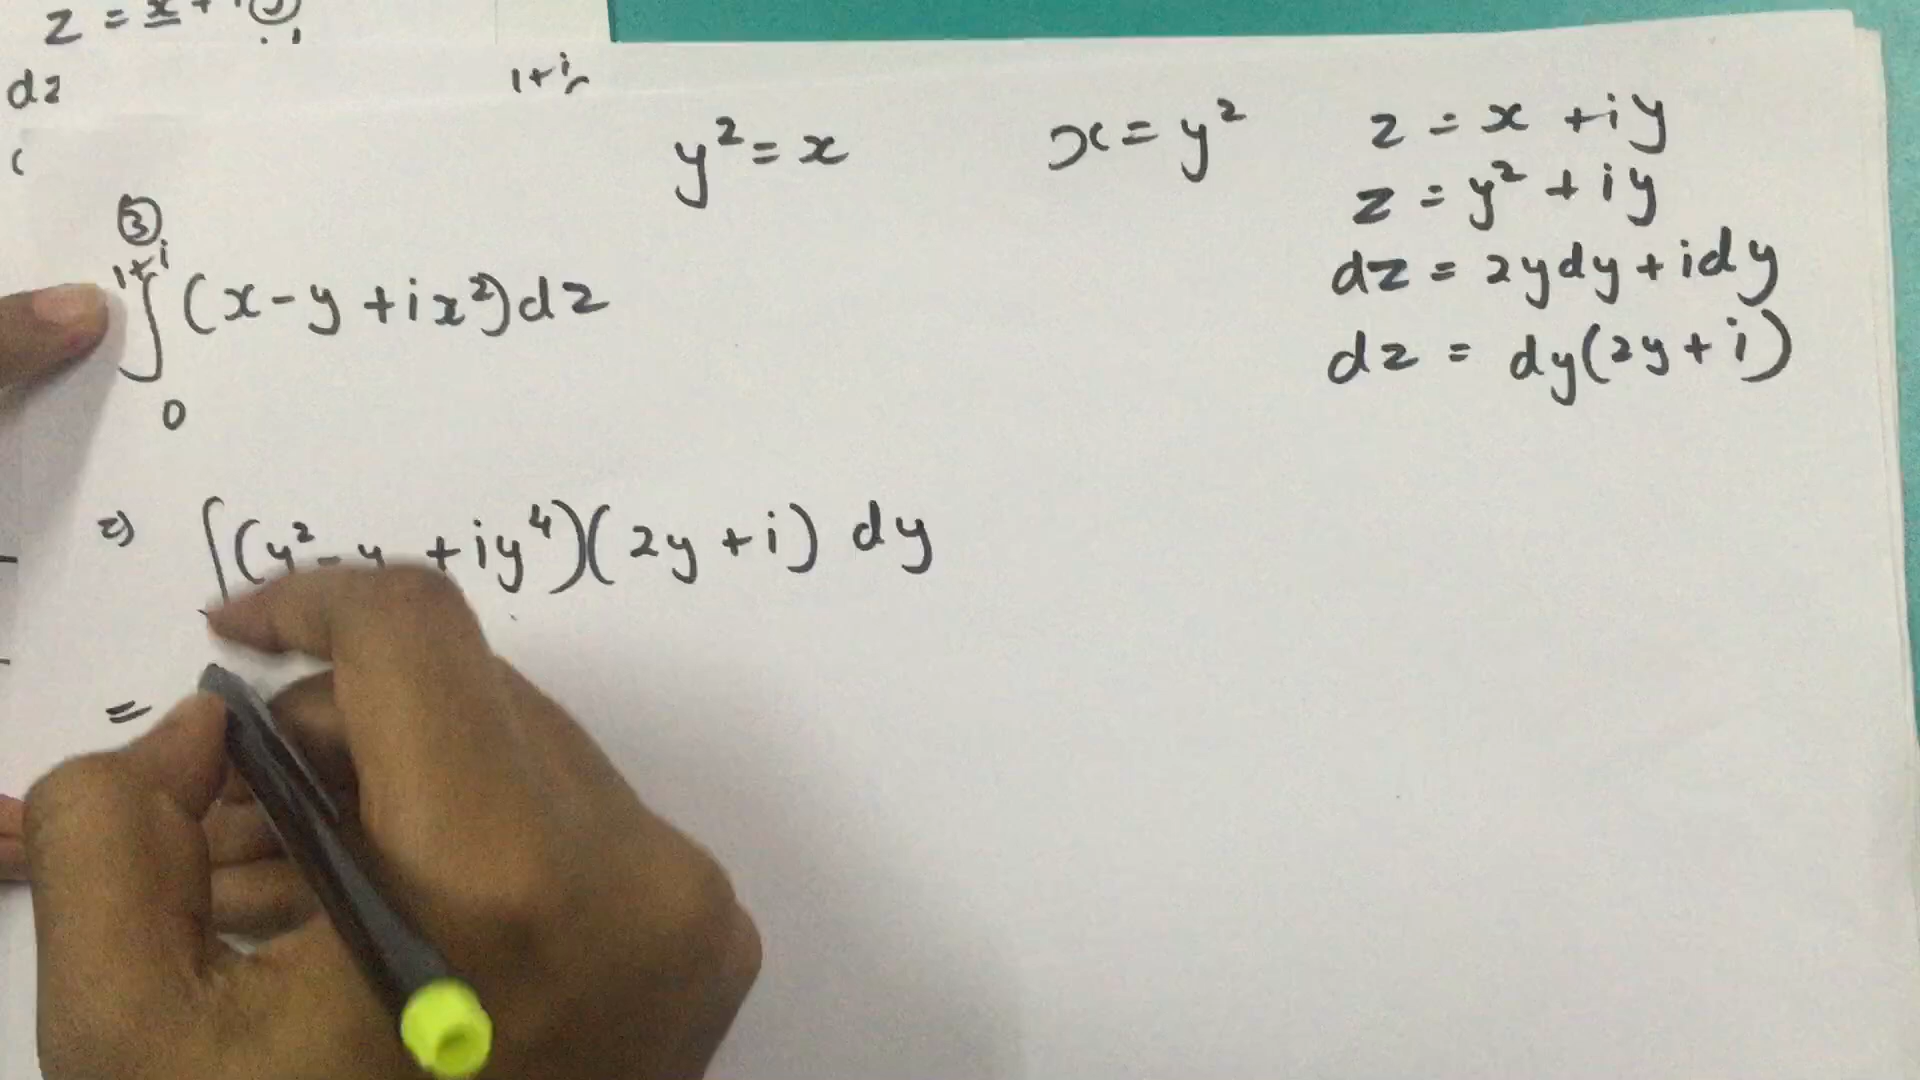 z = x + i y
dz
1+i
(
y² = x
x = y²
z = x + iy
z = y² + iy
dz = 2ydy + idy
dz = dy(2y + i)
③
1+i
∫ (x - y + ix²)dz
0
∫(y² - y + iy⁴)(2y + i) dy
=